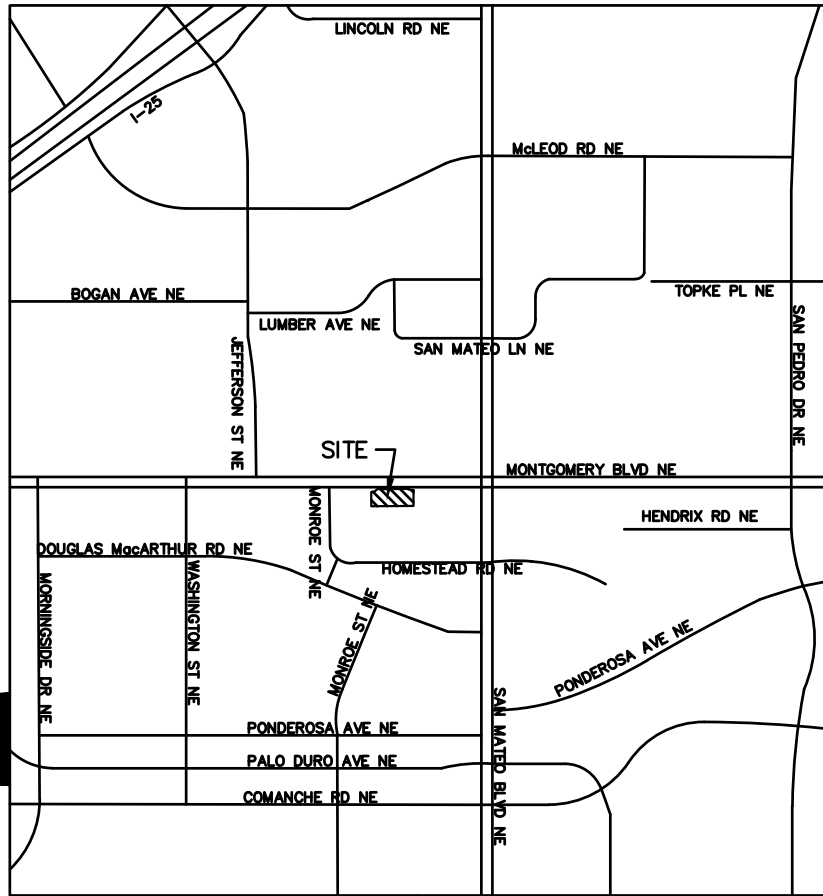 LINCOLN RD NE
I-25
McLEOD RD NE
BOGAN AVE NE
TOPKE PL NE
LUMBER AVE NE
SAN MATEO LN NE
JEFFERSON ST NE
SAN PEDRO DR NE
SITE
MONTGOMERY BLVD NE
MONROE ST NE
HENDRIX RD NE
DOUGLAS MacARTHUR RD NE
HOMESTEAD RD NE
MORNINGSIDE DR NE
WASHINGTON ST NE
MONROE ST NE
PONDEROSA AVE NE
SAN MATEO BLVD NE
PONDEROSA AVE NE
PALO DURO AVE NE
COMANCHE RD NE